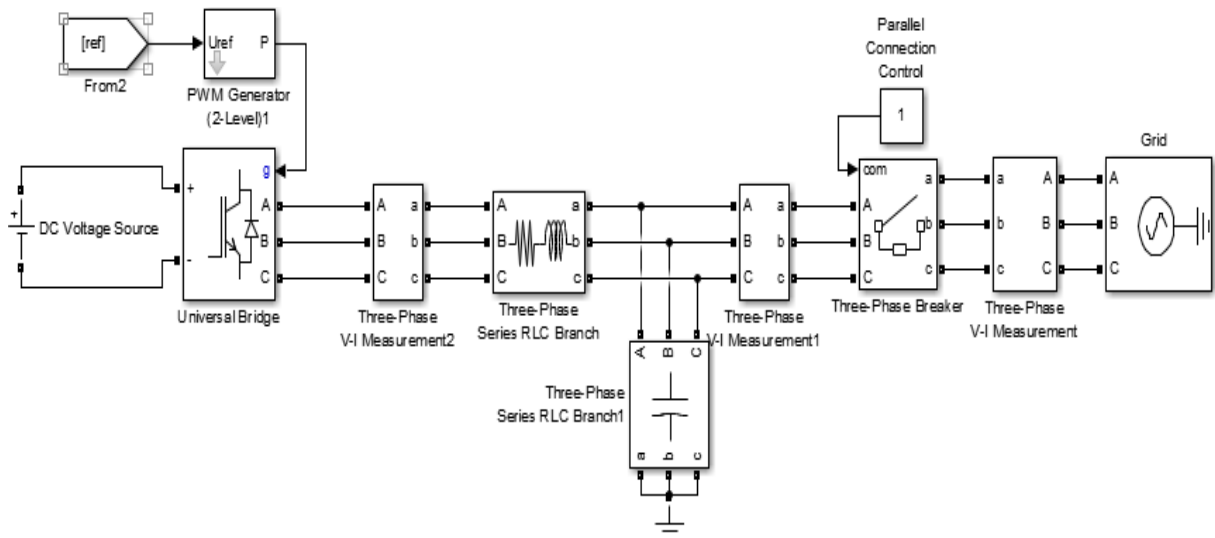 [ref]
From2
Uref
P
PWM Generator
(2-Level)1
Parallel
Connection
Control
1
Grid
+
DC Voltage Source
+
-
g
A
B
C
Universal Bridge
A
B
C
a
b
c
Three-Phase
V-I Measurement2
A
B
C
a
b
c
Three-Phase
Series RLC Branch
A
B
C
a
b
c
Three-Phase
V-I Measurement1
com
A
B
C
a
b
c
Three-Phase Breaker
a
b
c
A
B
C
Three-Phase
V-I Measurement
A
B
C
A
B
C
Three-Phase
Series RLC Branch1
a
b
c